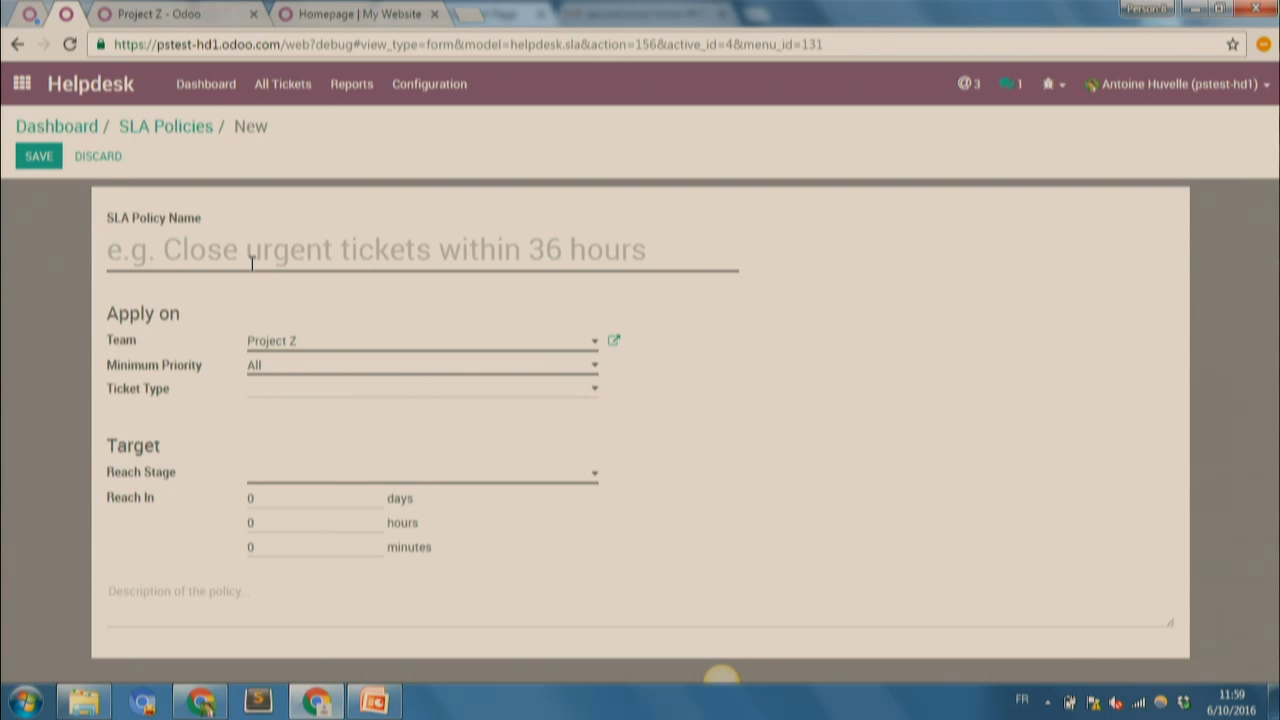 Project Z - Odoo
Homepage | My Website
Person A
https://pstest-hd1.odoo.com/web?debug#view_type=form&model=helpdesk.sla&action=156&active_id=4&menu_id=131
Helpdesk Dashboard All Tickets Reports Configuration @3 1 Antoine Huvelle (pstest-hd1)
Dashboard / SLA Policies / New
SAVE DISCARD
SLA Policy Name
e.g. Close urgent tickets within 36 hours
Apply on
Team Project Z
Minimum Priority All
Ticket Type
Target
Reach Stage
Reach In 0 days
0 hours
0 minutes
Description of the policy...
FR
11:59
6/10/2016